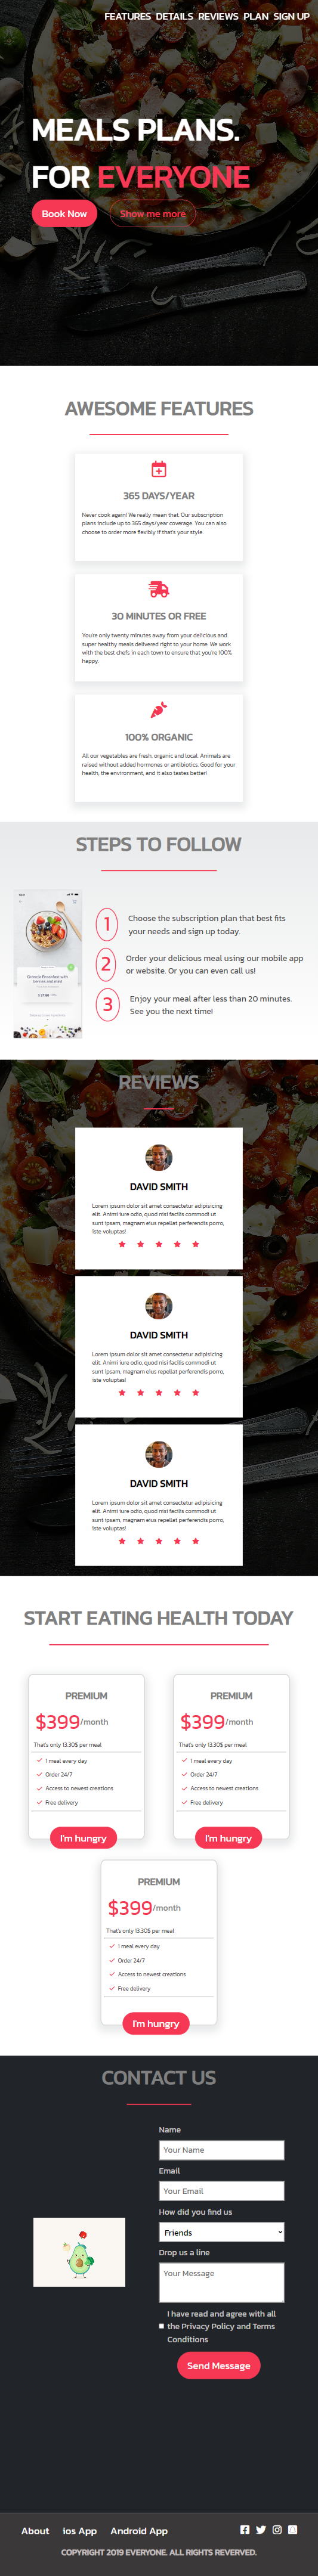 FEATURES DETAILS REVIEWS PLAN SIGN UP
MEALS PLANS.
FOR EVERYONE
Book Now Show me more
AWESOME FEATURES
365 DAYS/YEAR
Never cook again! We really mean that. Our subscription
plans include up to 365 days/year coverage. You can also
choose to order more flexibly if that's your style.
30 MINUTES OR FREE
You're only twenty minutes away from your delicious and
super healthy meals delivered right to your home. We work
with the best chefs in each town to ensure that you're 100%
happy.
100% ORGANIC
All our vegetables are fresh, organic and local. Animals are
raised without added hormones or antibiotics. Good for your
health, the environment, and it also tastes better!
STEPS TO FOLLOW
1 Choose the subscription plan that best fits
your needs and sign up today.
2 Order your delicious meal using our mobile app
or website. Or you can even call us!
3 Enjoy your meal after less than 20 minutes.
See you the next time!
REVIEWS
DAVID SMITH
Lorem ipsum dolor sit amet consectetur adipisicing
elit. Animi iure odio, quod nisi facilis commodi ut
sunt ipsam, magnam eius repellat perferendis porro,
iste voluptas!
DAVID SMITH
Lorem ipsum dolor sit amet consectetur adipisicing
elit. Animi iure odio, quod nisi facilis commodi ut
sunt ipsam, magnam eius repellat perferendis porro,
iste voluptas!
DAVID SMITH
Lorem ipsum dolor sit amet consectetur adipisicing
elit. Animi iure odio, quod nisi facilis commodi ut
sunt ipsam, magnam eius repellat perferendis porro,
iste voluptas!
START EATING HEALTH TODAY
PREMIUM
$399/month
That's only 13.30$ per meal
1 meal every day
Order 24/7
Access to newest creations
Free delivery
I'm hungry
PREMIUM
$399/month
That's only 13.30$ per meal
1 meal every day
Order 24/7
Access to newest creations
Free delivery
I'm hungry
PREMIUM
$399/month
That's only 13.30$ per meal
1 meal every day
Order 24/7
Access to newest creations
Free delivery
I'm hungry
CONTACT US
Name
Your Name
Email
Your Email
How did you find us
Friends
Drop us a line
Your Message
I have read and agree with all
the Privacy Policy and Terms
Conditions
Send Message
About ios App Android App
COPYRIGHT 2019 EVERYONE. ALL RIGHTS REVERVED.